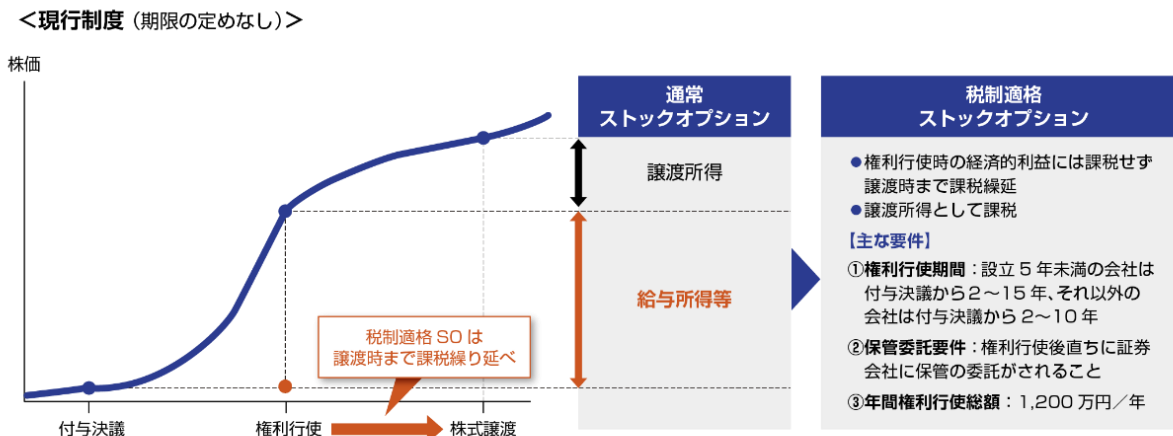 <現行制度（期限の定めなし）>
株価
付与決議
権利行使
株式譲渡
税制適格 SO は
譲渡時まで課税繰り延べ
通常
ストックオプション
譲渡所得
給与所得等
税制適格
ストックオプション
●権利行使時の経済的利益には課税せず
譲渡時まで課税繰延
●譲渡所得として課税
【主な要件】
①権利行使期間：設立 5 年未満の会社は
付与決議から2～15 年、それ以外の
会社は付与決議から 2～10 年
②保管委託要件：権利行使後直ちに証券
会社に保管の委託がされること
③年間権利行使総額：1,200 万円／年